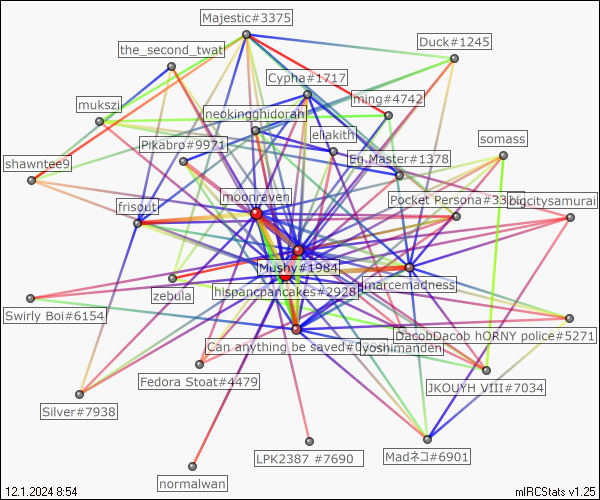 Majestic#3375
Duck#1245
the_second_twat
Cypha#1717
ming#4742
mukszi
neokingghidorah
eliakith
somass
Pikabro#9971
Eg.Master#1378
shawntee9
moonraven
Pocket Persona#33
bigcitysamurai
frisout
Mushy#1984
marcemadness
zebula
hispancpancakes#2928
Swirly Boi#6154
DacobDacob hORNY police#5271
Can anything be saved#0
yoshimanden
Fedora Stoat#4479
JKOUYH VIII#7034
Silver#7938
LPK2387 #7690
Madネコ#6901
normalwan
12.1.2024 8:54
mIRCStats v1.25